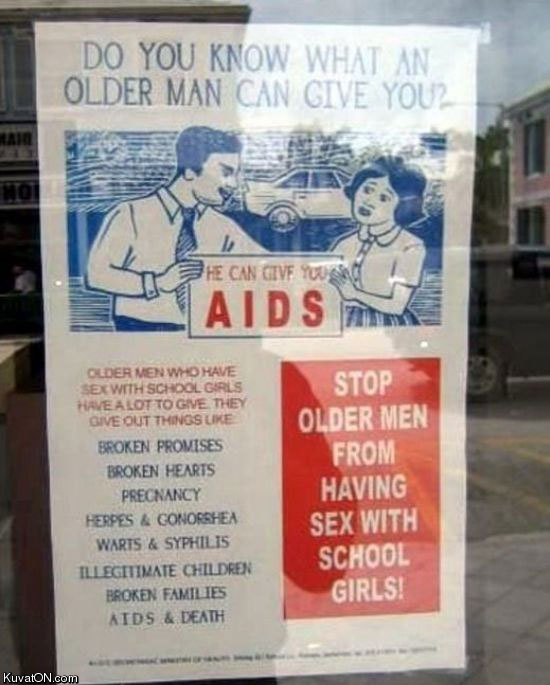 DO YOU KNOW WHAT AN
OLDER MAN CAN GIVE YOU?
HE CAN GIVE YOU
AIDS
OLDER MEN WHO HAVE
SEX WITH SCHOOL GIRLS
HAVE A LOT TO GIVE. THEY
GIVE OUT THINGS LIKE:
BROKEN PROMISES
BROKEN HEARTS
PREGNANCY
HERPES & GONORRHEA
WARTS & SYPHILIS
ILLEGITIMATE CHILDREN
BROKEN FAMILIES
AIDS & DEATH
STOP
OLDER MEN
FROM
HAVING
SEX WITH
SCHOOL
GIRLS!
KuvatON.com